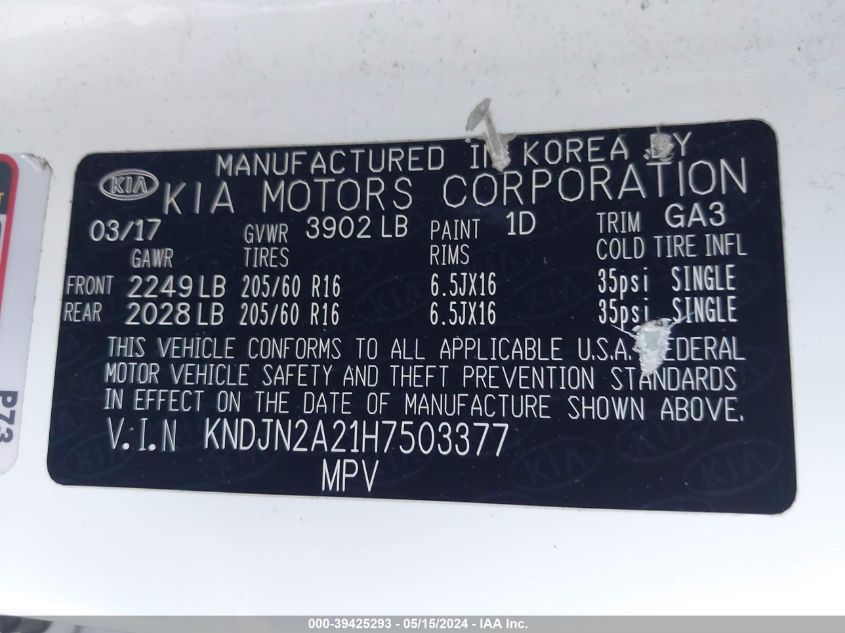 MANUFACTURED IN KOREA BY
KIA KIA MOTORS CORPORATION
03/17 GVWR 3902 LB PAINT 1D TRIM GA3
GAWR TIRES RIMS COLD TIRE INFL
FRONT 2249 LB 205/60 R16 6.5JX16 35psi SINGLE
REAR 2028 LB 205/60 R16 6.5JX16 35psi SINGLE
THIS VEHICLE CONFORMS TO ALL APPLICABLE U.S.A. FEDERAL
MOTOR VEHICLE SAFETY AND THEFT PREVENTION STANDARDS
IN EFFECT ON THE DATE OF MANUFACTURE SHOWN ABOVE.
V.I.N KNDJN2A21H7503377
MPV
P73
000-39425293 - 05/15/2024 - IAA Inc.